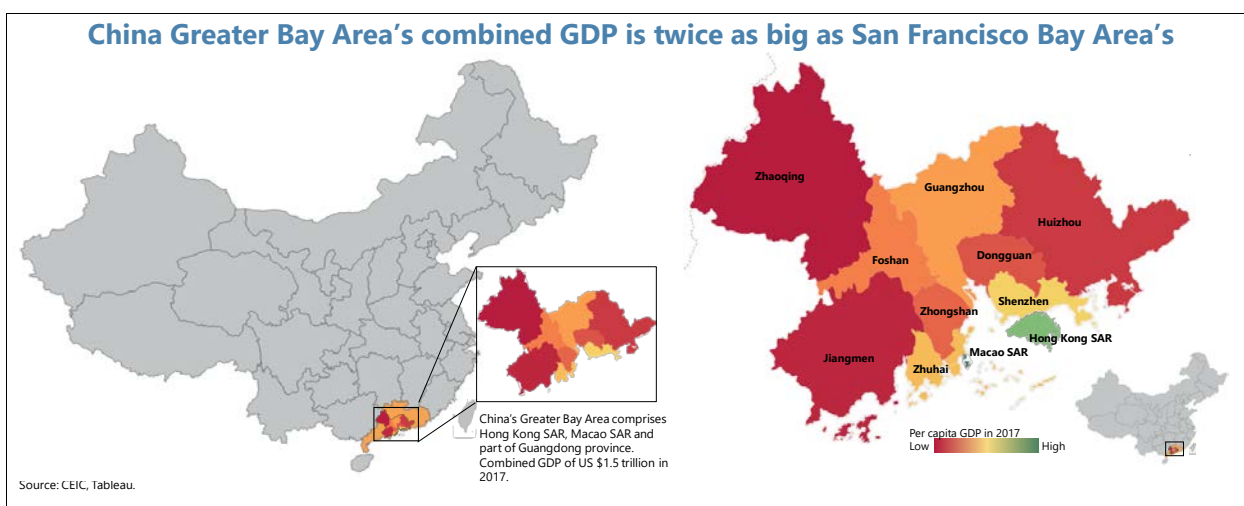 China Greater Bay Area's combined GDP is twice as big as San Francisco Bay Area's
China's Greater Bay Area comprises
Hong Kong SAR, Macao SAR and
part of Guangdong province.
Combined GDP of US $1.5 trillion in
2017.
Source: CEIC, Tableau.
Zhaoqing
Guangzhou
Huizhou
Foshan
Dongguan
Shenzhen
Zhongshan
Hong Kong SAR
Macao SAR
Jiangmen
Zhuhai
Per capita GDP in 2017
Low High